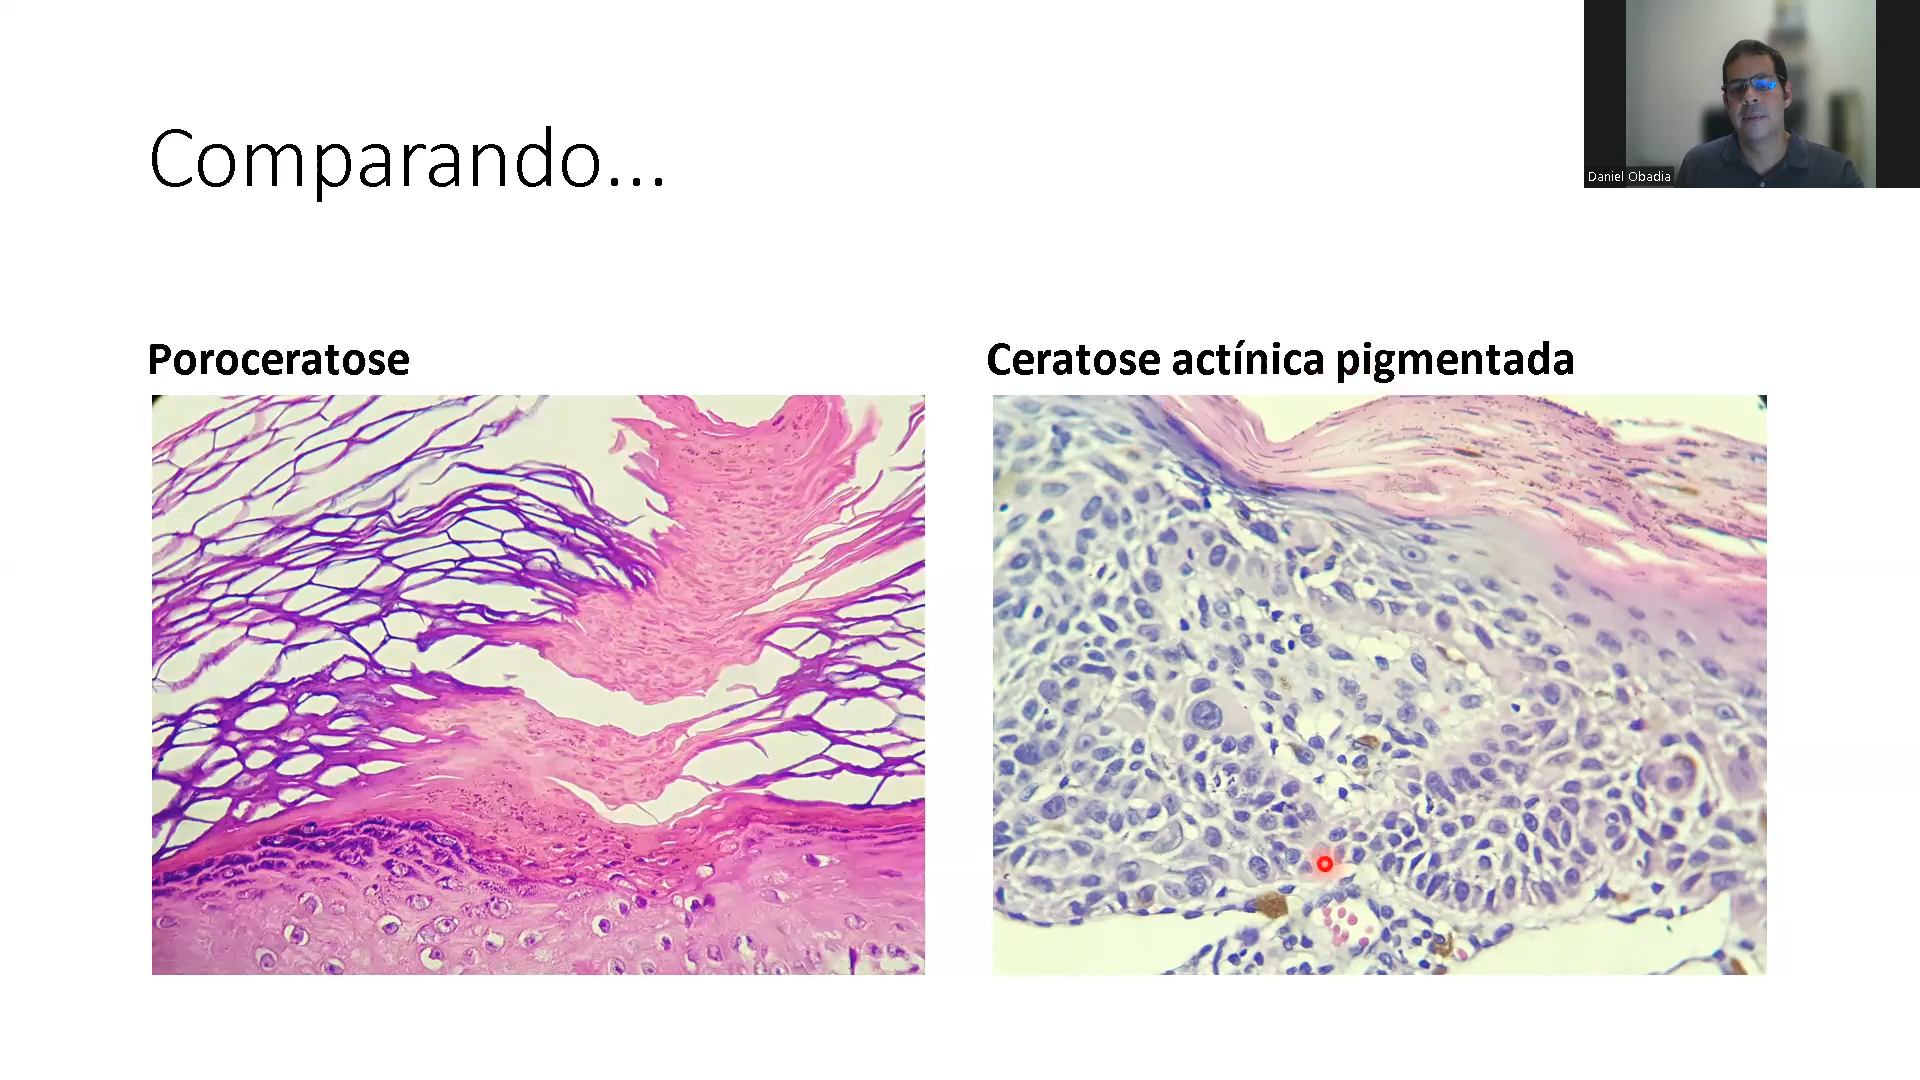 Comparando...
Daniel Obadia
Poroceratose
Ceratose actínica pigmentada